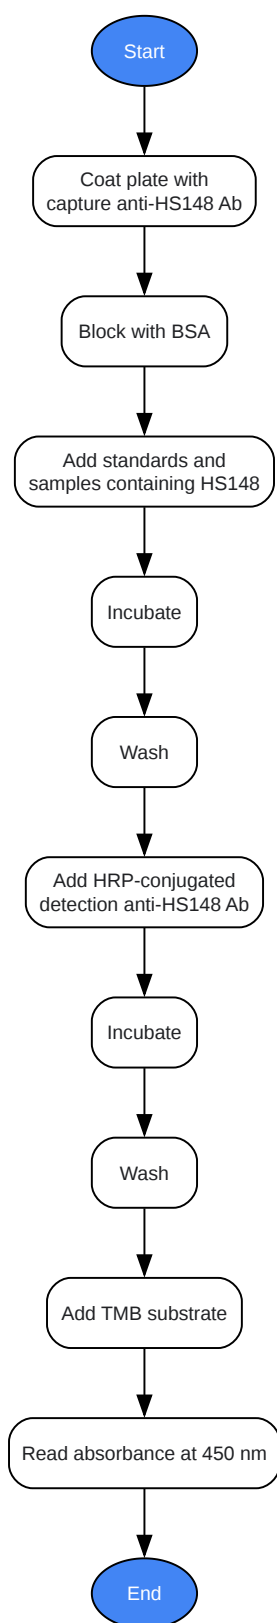 Start
Coat plate with
capture anti-HS148 Ab
Block with BSA
Add standards and
samples containing HS148
Incubate
Wash
Add HRP-conjugated
detection anti-HS148 Ab
Incubate
Wash
Add TMB substrate
Read absorbance at 450 nm
End